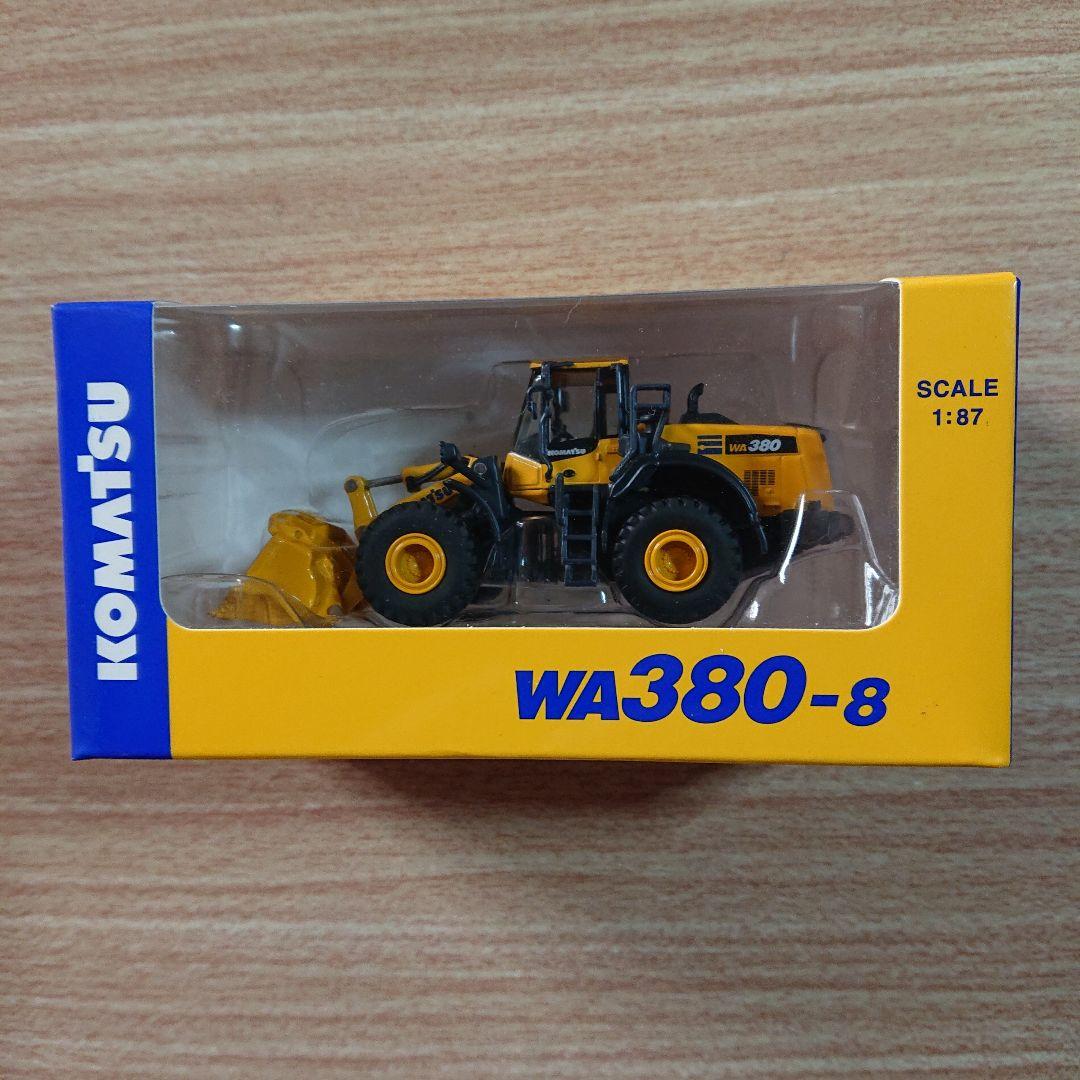 KOMATSU
SCALE
1:87
WA380
KOMATSU
WA380-8